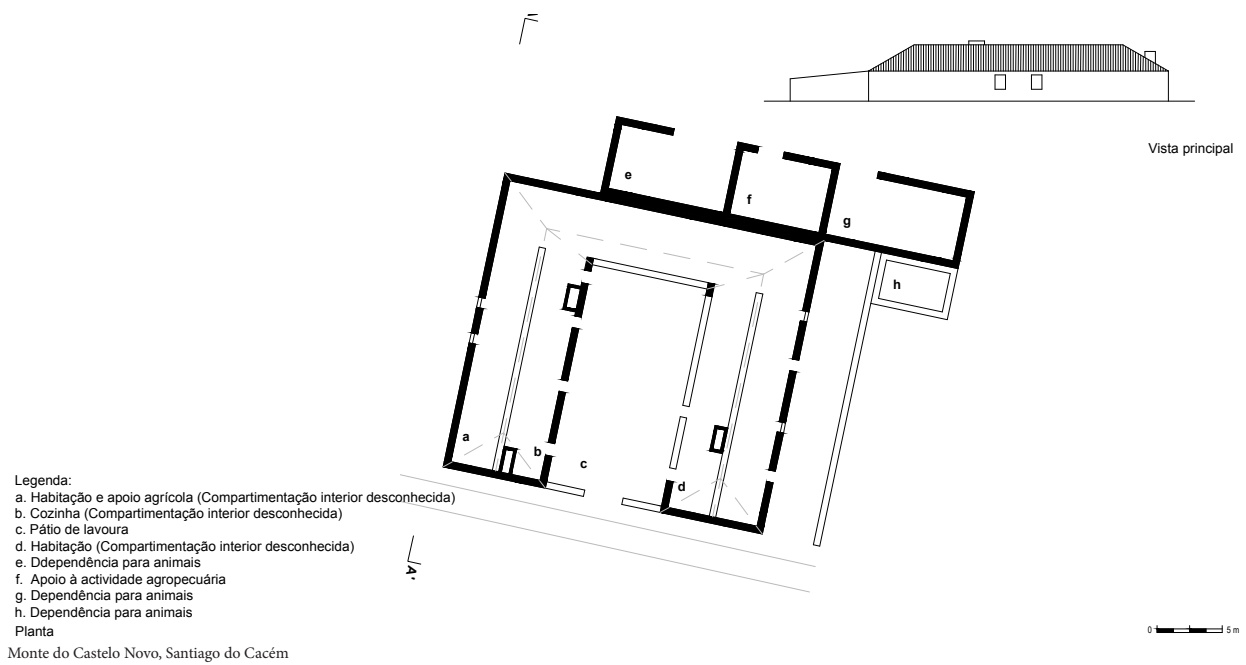 Vista principal
e
f
g
h
a
b
c
d
A'
Legenda:
a. Habitação e apoio agrícola (Compartimentação interior desconhecida)
b. Cozinha (Compartimentação interior desconhecida)
c. Pátio de lavoura
d. Habitação (Compartimentação interior desconhecida)
e. Ddependência para animais
f. Apoio à actividade agropecuária
g. Dependência para animais
h. Dependência para animais
Planta
0 5 m
Monte do Castelo Novo, Santiago do Cacém